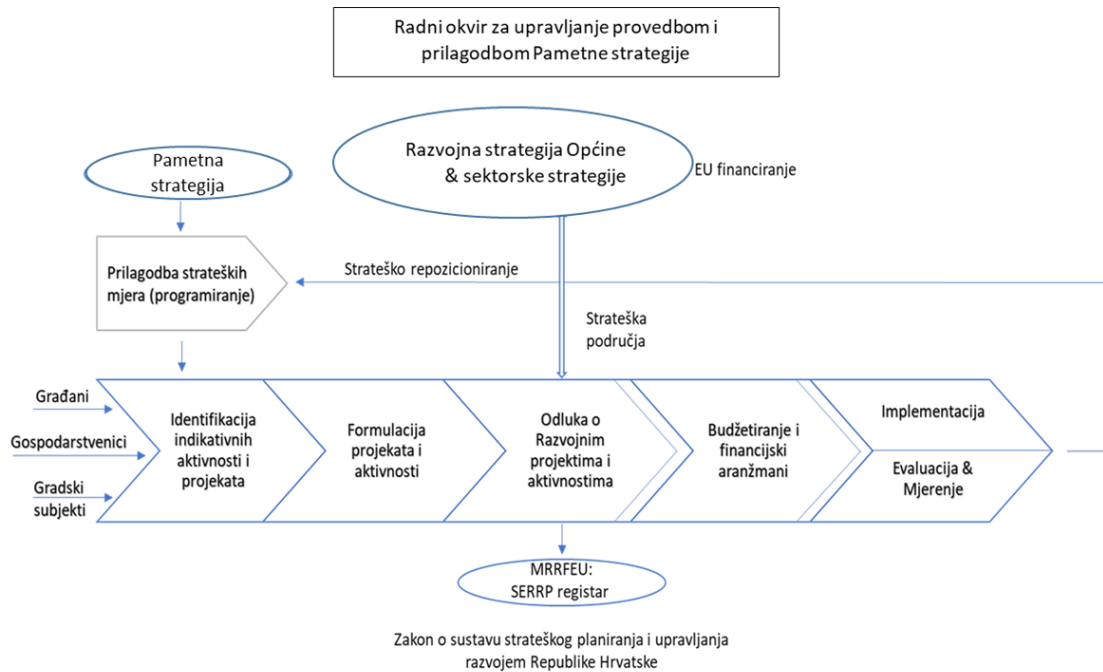 Radni okvir za upravljanje provedbom i
prilagodbom Pametne strategije
Pametna
strategija
Razvojna strategija Općine
& sektorske strategije
EU financiranje
Prilagodba strateških
mjera (programiranje)
Strateško repozicioniranje
Strateška
područja
Građani
Gospodarstvenici
Gradski
subjekti
Identifikacija
indikativnih
aktivnosti i
projekata
Formulacija
projekata i
aktivnosti
Odluka o
Razvojnim
projektima i
aktivnostima
Budžetiranje i
financijski
aranžmani
Implementacija
Evaluacija &
Mjerenje
MRRFEU:
SERRP registar
Zakon o sustavu strateškog planiranja i upravljanja
razvojem Republike Hrvatske